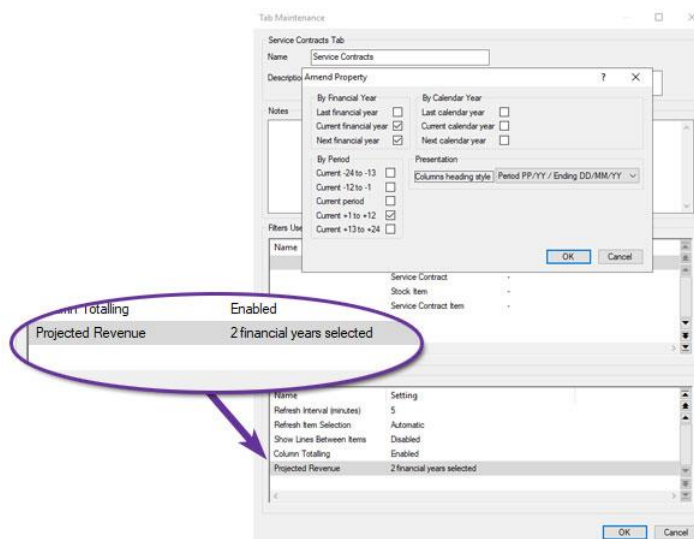 Tab Maintenance
Service Contracts Tab
Name Service Contracts
Description
Amend Property ? ×
By Financial Year By Calendar Year
Last financial year Last calendar year
Current financial year Current calendar year
Next financial year Next calendar year
Notes
By Period Presentation
Current -24 to -13 Columns heading style Period PP/YY / Ending DD/MM/YY
Current -12 to -1
Current period
Current +1 to +12
Current +13 to +24
Filters Use
Name
OK Cancel
Service Contract -
Stock Item -
Service Contract Item -
Totalling Enabled
Projected Revenue 2 financial years selected
Name Setting
Refresh Interval (minutes) 5
Refresh Item Selection Automatic
Show Lines Between Items Disabled
Column Totalling Enabled
Projected Revenue 2 financial years selected
OK Cancel